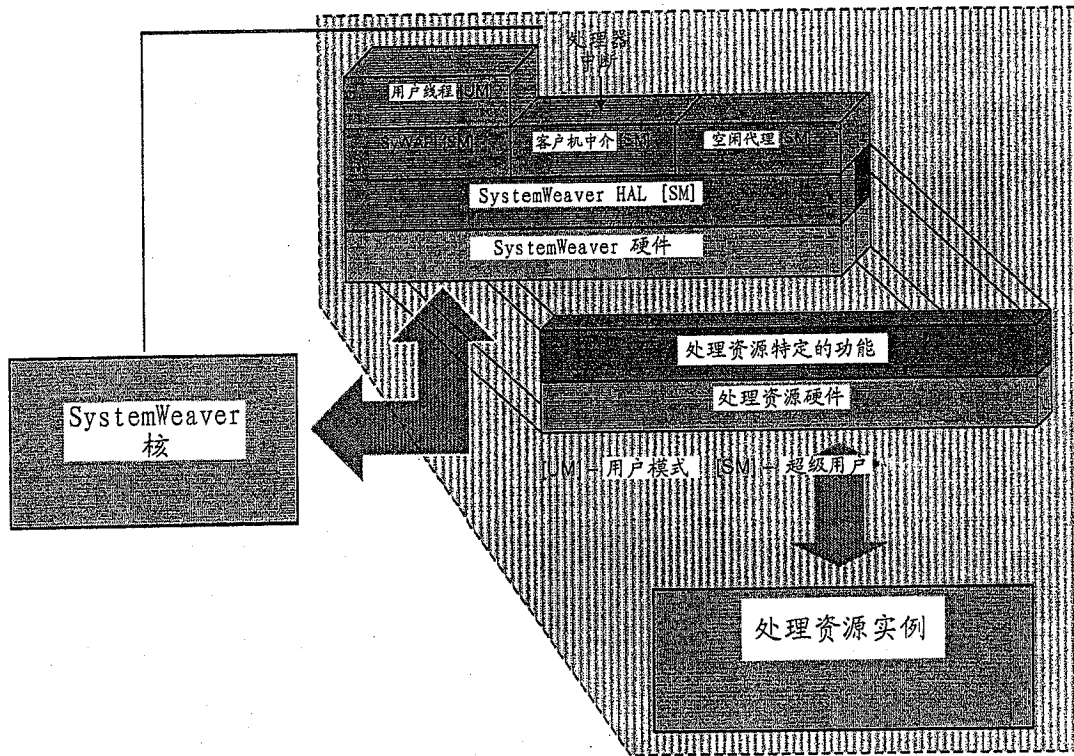 处理器
中断
用户线程 [UM]
SyWAPI [SM]
客户机中介 [SM]
空闲代理 [SM]
SystemWeaver HAL [SM]
SystemWeaver 硬件
处理资源特定的功能
处理资源硬件
SystemWeaver
核
[UM] - 用户模式 [SM] - 超级用户
处理资源实例